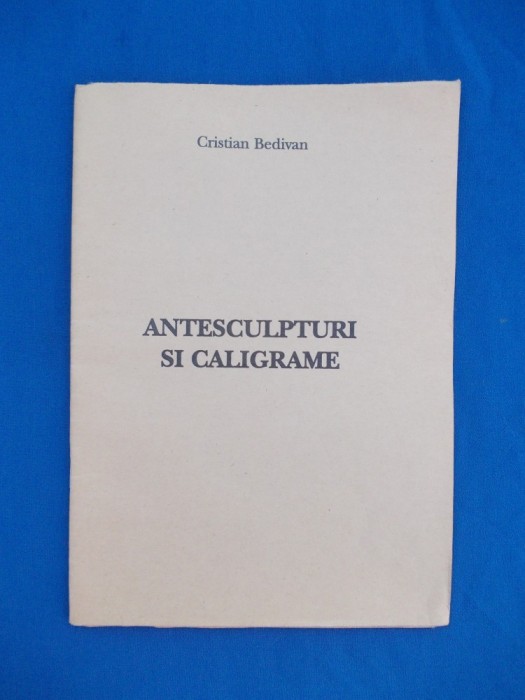 Cristian Bedivan
ANTESCULPTURI
SI CALIGRAME